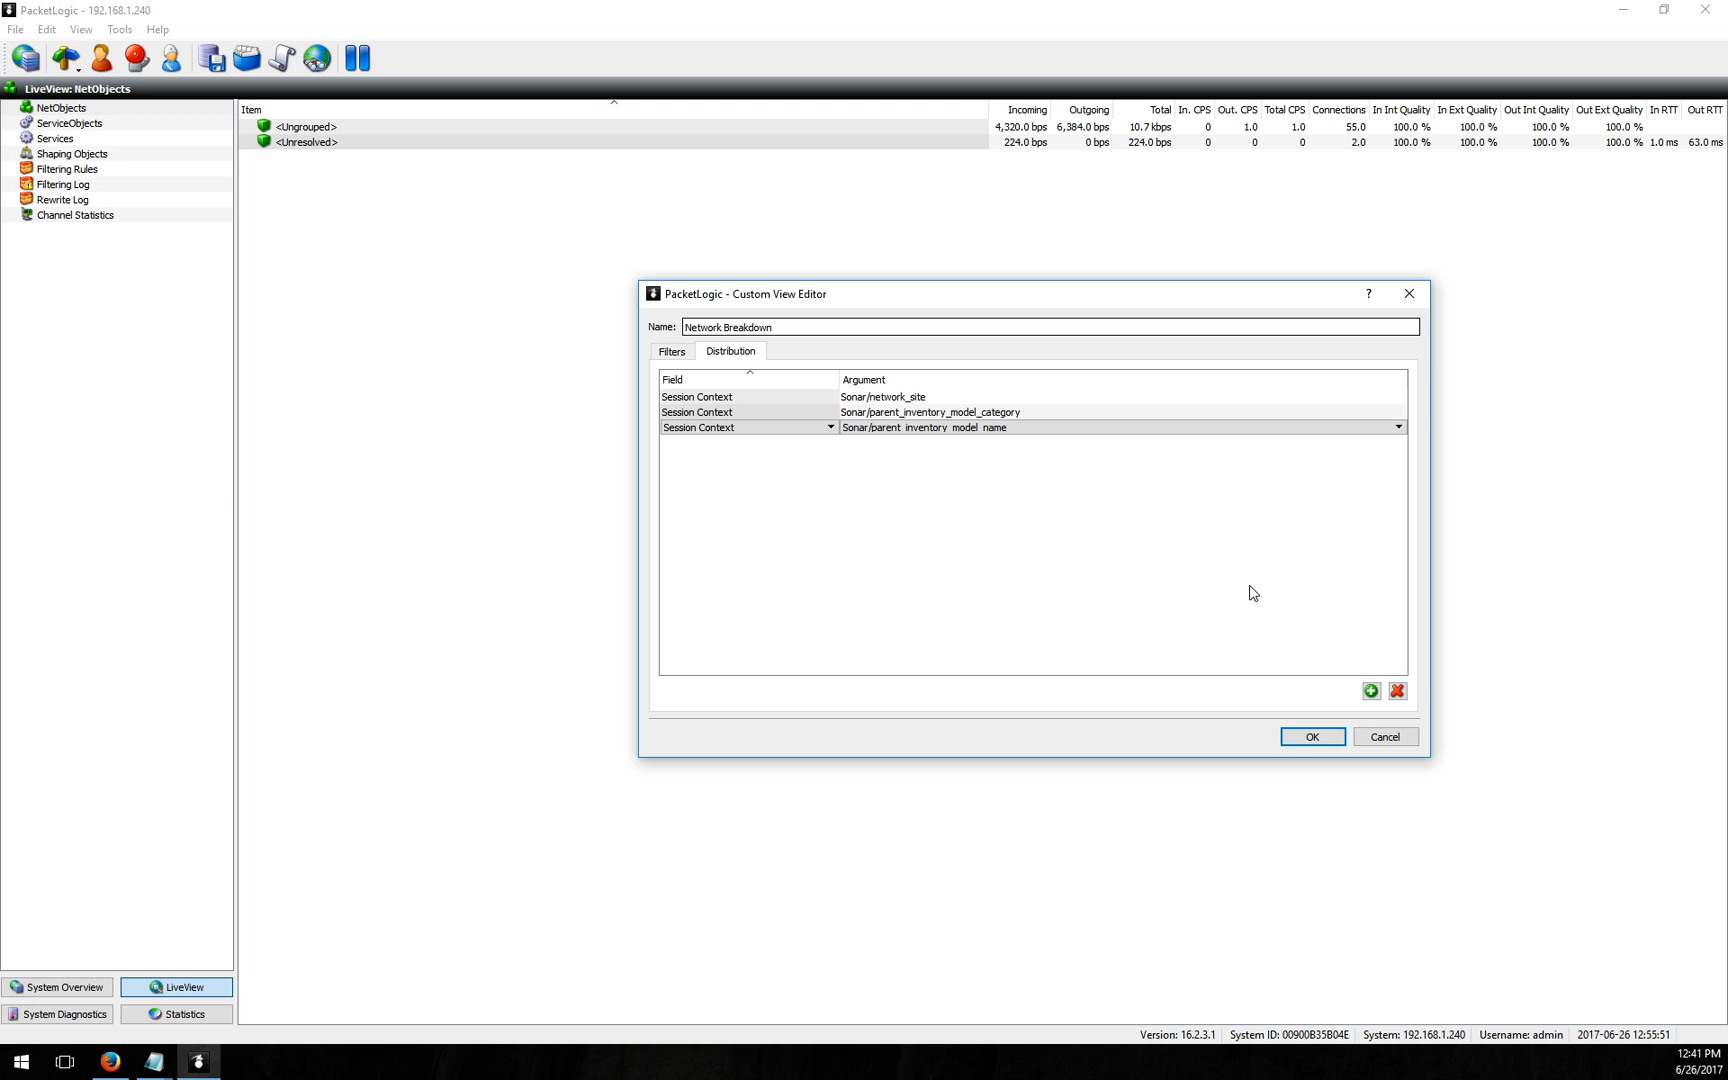 PacketLogic - 192.168.1.240
File Edit View Tools Help
LiveView: NetObjects
NetObjects
ServiceObjects
Services
Shaping Objects
Filtering Rules
Filtering Log
Rewrite Log
Channel Statistics
Item Incoming Outgoing Total In. CPS Out. CPS Total CPS Connections In Int Quality In Ext Quality Out Int Quality Out Ext Quality In RTT Out RTT
<Ungrouped> 4,320.0 bps 6,384.0 bps 10.7 kbps 0 1.0 1.0 55.0 100.0 % 100.0 % 100.0 % 100.0 %
<Unresolved> 224.0 bps 0 bps 224.0 bps 0 0 0 2.0 100.0 % 100.0 % 100.0 % 100.0 % 1.0 ms 63.0 ms
PacketLogic - Custom View Editor ?
Name: Network Breakdown
Filters Distribution
Field Argument
Session Context Sonar/network_site
Session Context Sonar/parent_inventory_model_category
Session Context Sonar/parent_inventory_model_name
OK Cancel
System Overview LiveView
System Diagnostics Statistics
Version: 16.2.3.1 System ID: 00900B35B04E System: 192.168.1.240 Username: admin 2017-06-26 12:55:51
12:41 PM
6/26/2017